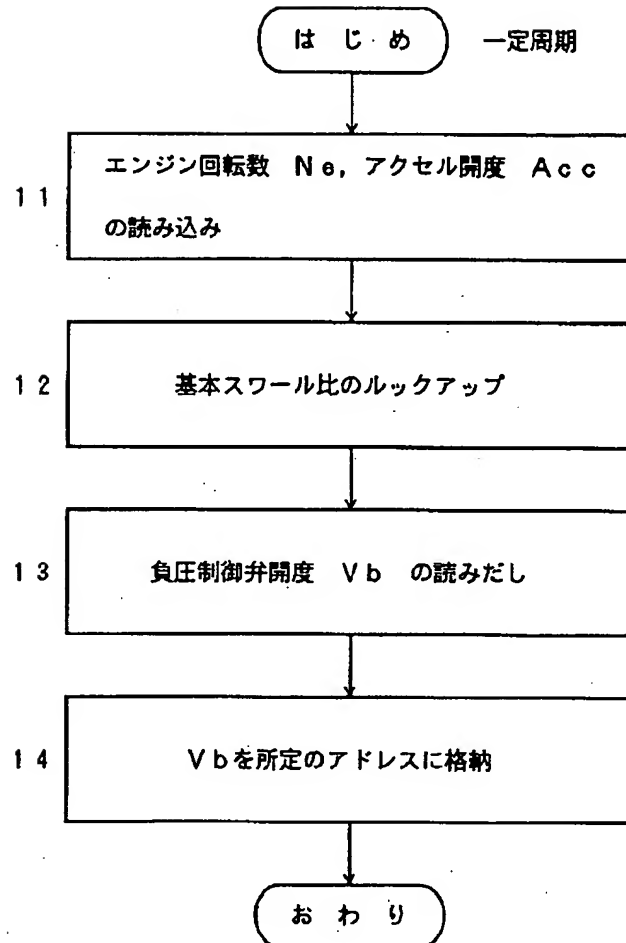 はじめ 一定周期
エンジン回転数 Ne，アクセル開度 Acc
11
の読み込み
12 基本スワール比のルックアップ
13 負圧制御弁開度 Vb の読みだし
14 Vbを所定のアドレスに格納
おわり